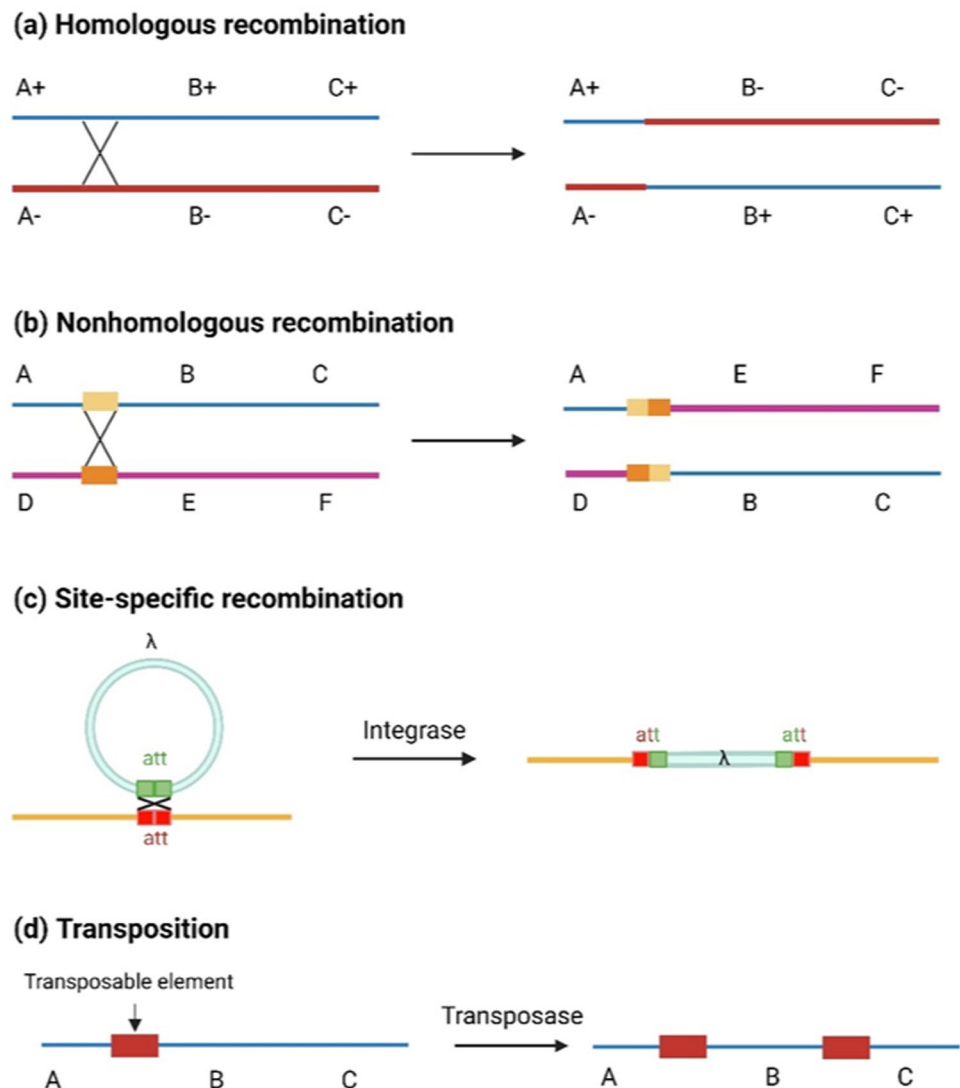 (a) Homologous recombination
A+ B+ C+ A+ B- C-
A- B- C- A- B+ C+
(b) Nonhomologous recombination
A B C A E F
D E F D B C
(c) Site-specific recombination
λ
Integrase
att att att
λ
att
(d) Transposition
Transposable element
Transposase
A B C A B C